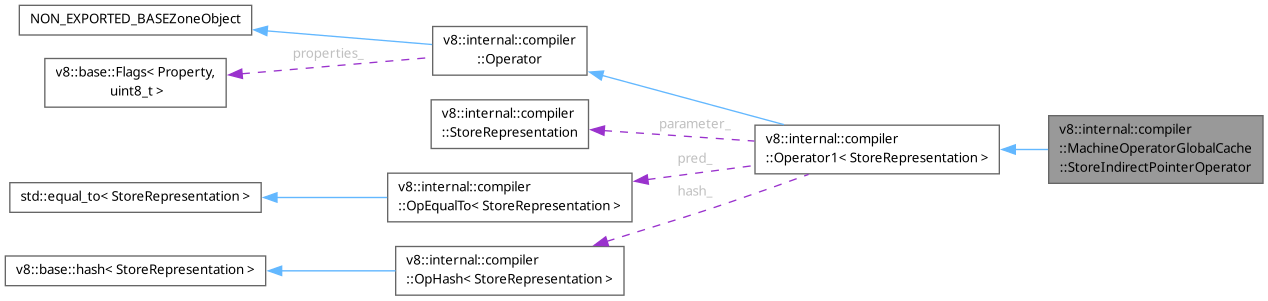 NON_EXPORTED_BASEZoneObject
v8::base::Flags< Property,
uint8_t >
properties_
v8::internal::compiler
::Operator
v8::internal::compiler
::StoreRepresentation
parameter_
pred_
hash_
std::equal_to< StoreRepresentation >
v8::internal::compiler
::OpEqualTo< StoreRepresentation >
v8::base::hash< StoreRepresentation >
v8::internal::compiler
::OpHash< StoreRepresentation >
v8::internal::compiler
::Operator1< StoreRepresentation >
v8::internal::compiler
::MachineOperatorGlobalCache
::StoreIndirectPointerOperator